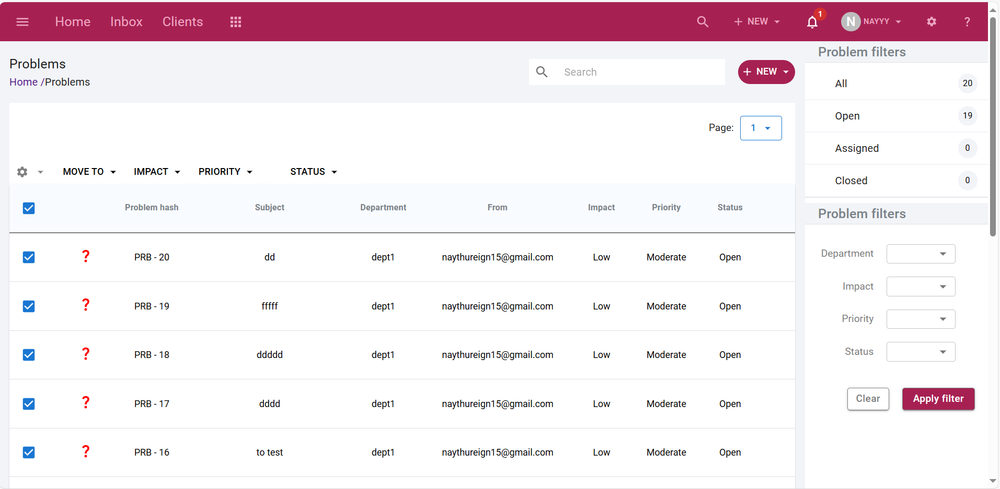 Home Inbox Clients + NEW 1 N NAYYY ?
Problems
Home /Problems
Search + NEW
Page: 1
MOVE TO IMPACT PRIORITY STATUS
Problem hash Subject Department From Impact Priority Status
? PRB - 20 dd dept1 naythureign15@gmail.com Low Moderate Open
? PRB - 19 fffff dept1 naythureign15@gmail.com Low Moderate Open
? PRB - 18 ddddd dept1 naythureign15@gmail.com Low Moderate Open
? PRB - 17 dddd dept1 naythureign15@gmail.com Low Moderate Open
? PRB - 16 to test dept1 naythureign15@gmail.com Low Moderate Open
Problem filters
All 20
Open 19
Assigned 0
Closed 0
Problem filters
Department
Impact
Priority
Status
Clear Apply filter